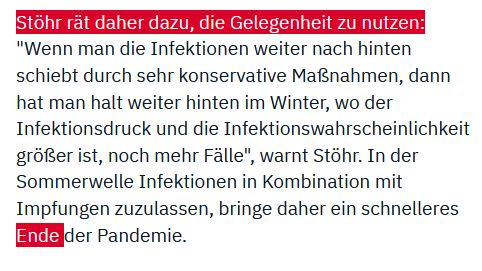 Stöhr rät daher dazu, die Gelegenheit zu nutzen:
"Wenn man die Infektionen weiter nach hinten
schiebt durch sehr konservative Maßnahmen, dann
hat man halt weiter hinten im Winter, wo der
Infektionsdruck und die Infektionswahrscheinlichkeit
größer ist, noch mehr Fälle", warnt Stöhr. In der
Sommerwelle Infektionen in Kombination mit
Impfungen zuzulassen, bringe daher ein schnelleres
Ende der Pandemie.